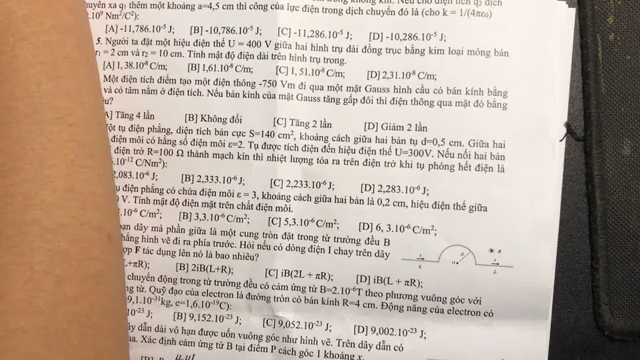 thêm một khoảng a=4,5 cm thì công của lực điện trong dịch chuyển đó là (cho k = 1/(4πε₀)
.10⁹ Nm²/C²):
[A] -11,786.10⁻⁵ J; [B] -10,786.10⁻⁵ J; [C] -11,286.10⁻⁵ J; [D] -10,286.10⁻⁵ J;
5. Người ta đặt một hiệu điện thế U = 400 V giữa hai hình trụ dài đồng trục bằng kim loại mỏng bán
r₁ = 2 cm và r₂ = 10 cm. Tính mật độ điện dài trên hình trụ trong.
[A] 1,38.10⁻⁸ C/m; [B] 1,61⁻⁸ C/m; [C] 1,51.10⁻⁸ C/m; [D] 2,31.10⁻⁸ C/m;
Một điện tích điểm tạo một điện thông -750 Vm đi qua một mặt Gauss hình cầu có bán kính bằng
và có tâm nằm ở điện tích. Nếu bán kính của mặt Gauss tăng gấp đôi thì điện thông qua mặt đó bằng
A] Tăng 4 lần [B] Không đổi [C] Tăng 2 lần [D] Giảm 2 lần
tụ điện phẳng, diện tích bản cực S=140 cm², khoảng cách giữa hai bản tụ d=0,5 cm. Giữa hai
điện môi có hằng số điện môi ε=2. Tụ được tích điện đến hiệu điện thế U=300V. Nếu nối hai bản
điện trở R=100 Ω thành mạch kín thì nhiệt lượng tỏa ra trên điện trở khi tụ phóng hết điện là
.10⁻¹² C/Nm²):
2,083.10⁻⁶ J; [B] 2,333.10⁻⁶ J; [C] 2,233.10⁻⁶ J; [D] 2,283.10⁻⁶ J;
điện phẳng có chứa điện môi ε = 3, khoảng cách giữa hai bản là 0,2 cm, hiệu điện thế giữa
V. Tính mật độ điện mặt trên chất điện môi.
.10⁻⁶ C/m²; [B] 3,3.10⁻⁶ C/m²; [C] 5,3.10⁻⁶ C/m²; [D] 6, 3.10⁻⁶ C/m²;
dây mà phần giữa là một cung tròn đặt trong từ trường đều B
hình vẽ đi ra phía trước. Hỏi nếu có dòng điện I chạy trên dây
F tác dụng lên nó là bao nhiêu?
L+πR); [B] 2iB(L+R); [C] iB(2L + πR); [D] iB(L + πR);
chuyển động trong từ trường đều có cảm ứng từ B=2.10⁻⁶T theo phương vuông góc với
từ. Quỹ đạo của electron là đường tròn có bán kính R=4 cm. Động năng của electron có
9,1.10⁻³¹kg, e=1,6.10⁻¹⁹C):
10⁻²³ J; [B] 9,152.10⁻²³ J; [C] 9,052.10⁻²³ J; [D] 9,002.10⁻²³ J;
dây dẫn dài vô hạn được uốn vuông góc như hình vẽ. Trên dây dẫn có
Xác định cảm ứng từ B tại điểm P cách góc 1 khoảng x.